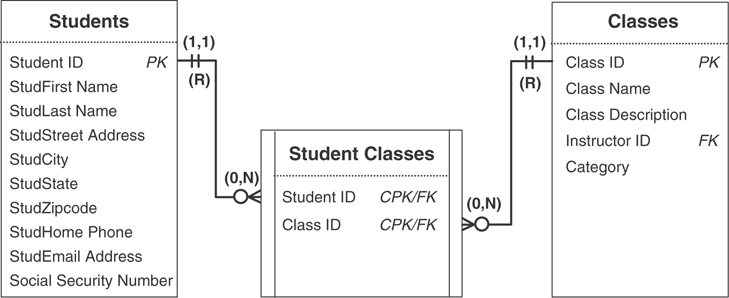 Students
Student ID PK
StudFirst Name
StudLast Name
StudStreet Address
StudCity
StudState
StudZipcode
StudHome Phone
StudEmail Address
Social Security Number
(1,1)
(R)
(0,N)
Student Classes
Student ID CPK/FK
Class ID CPK/FK
(1,1)
(R)
(0,N)
Classes
Class ID PK
Class Name
Class Description
Instructor ID FK
Category